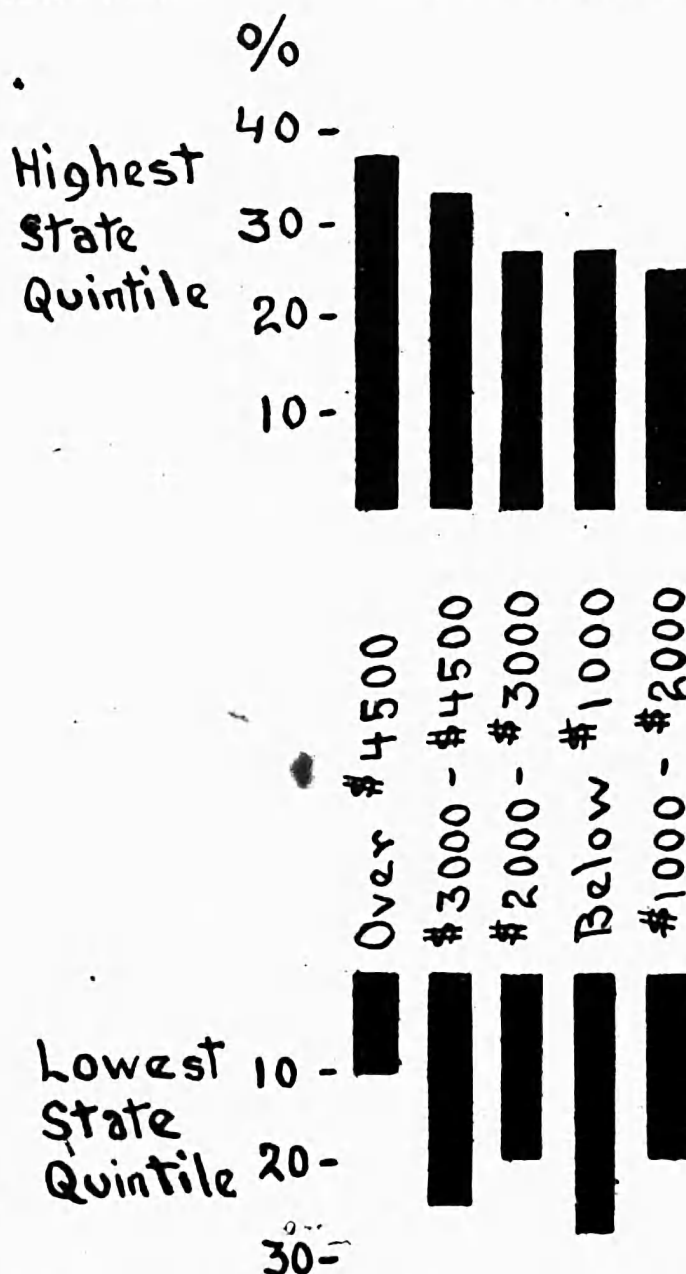 %
40 -
Highest
State
Quintile
30 -
20 -
10 -
Over $4500
$3000 - $4500
$2000 - $3000
Below $1000
$1000 - $2000
Lowest
State
Quintile
10 -
20 -
30 -